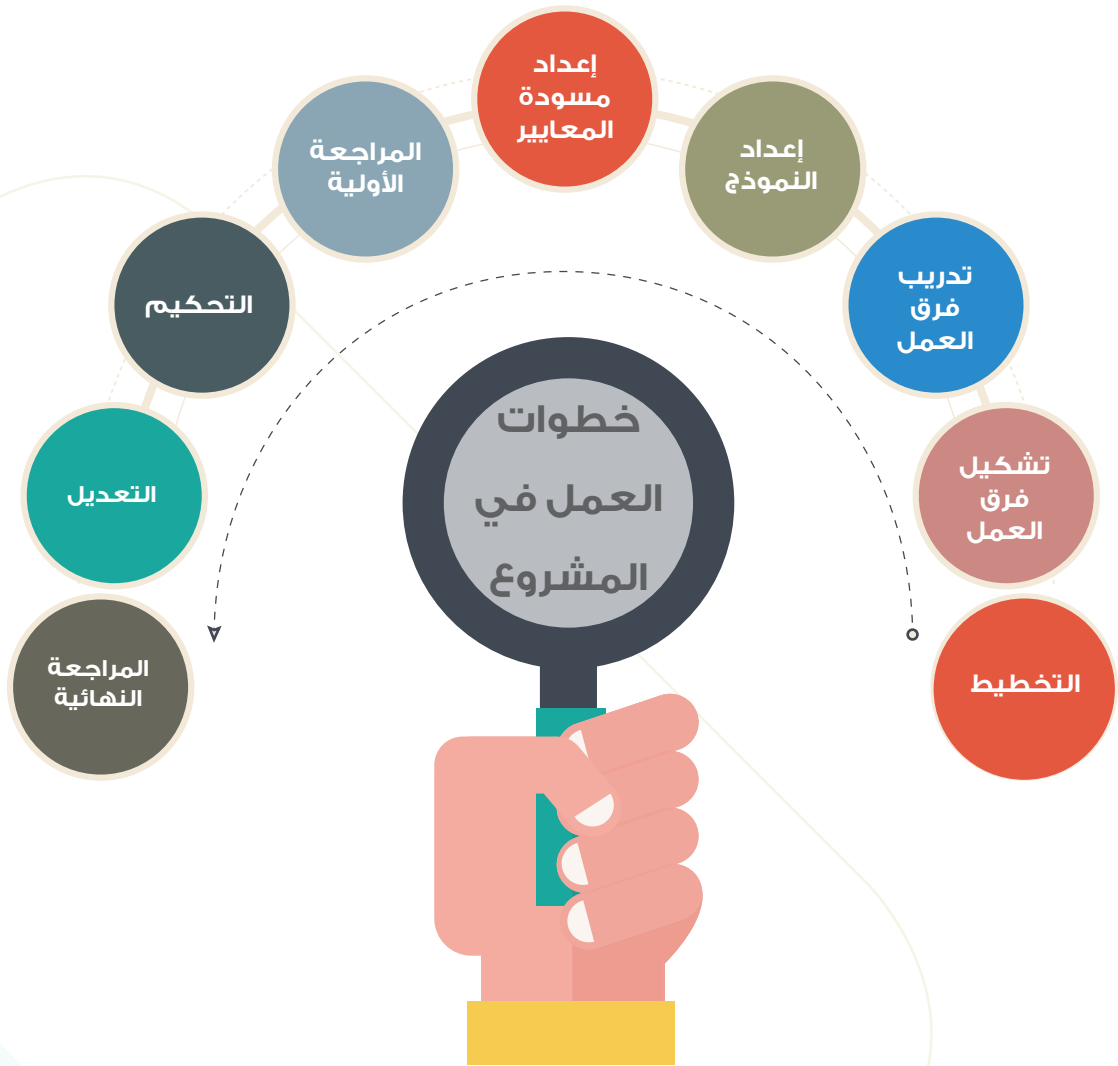 خطوات
العمل في
المشروع
التخطيط
تشكيل
فرق
العمل
تدريب
فرق
العمل
إعداد
النموذج
إعداد
مسودة
المعايير
المراجعة
الأولية
التحكيم
التعديل
المراجعة
النهائية